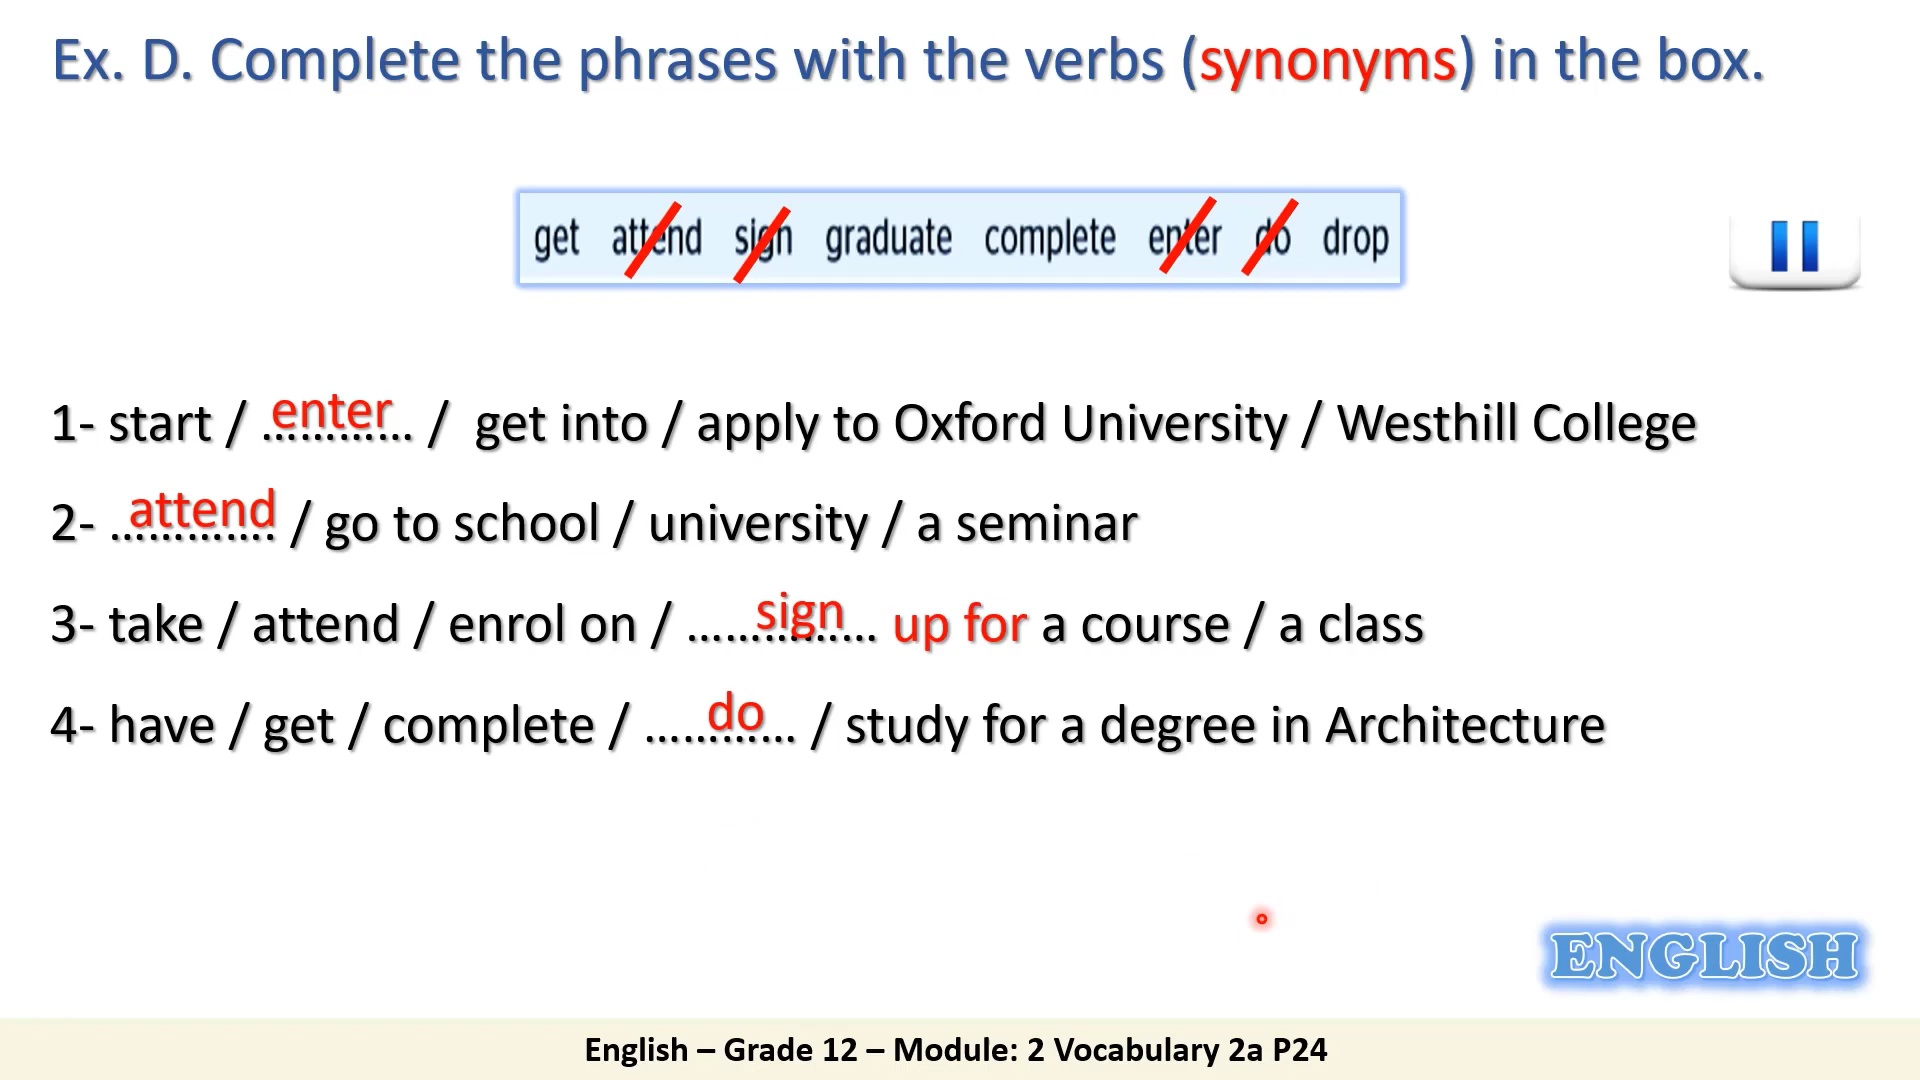 Ex. D. Complete the phrases with the verbs (synonyms) in the box.
get attend sign graduate complete enter do drop
1- start / enter ………… / get into / apply to Oxford University / Westhill College
2- attend …………. / go to school / university / a seminar
3- take / attend / enrol on / sign …………… up for a course / a class
4- have / get / complete / do ………… / study for a degree in Architecture
ENGLISH
English – Grade 12 – Module: 2 Vocabulary 2a P24